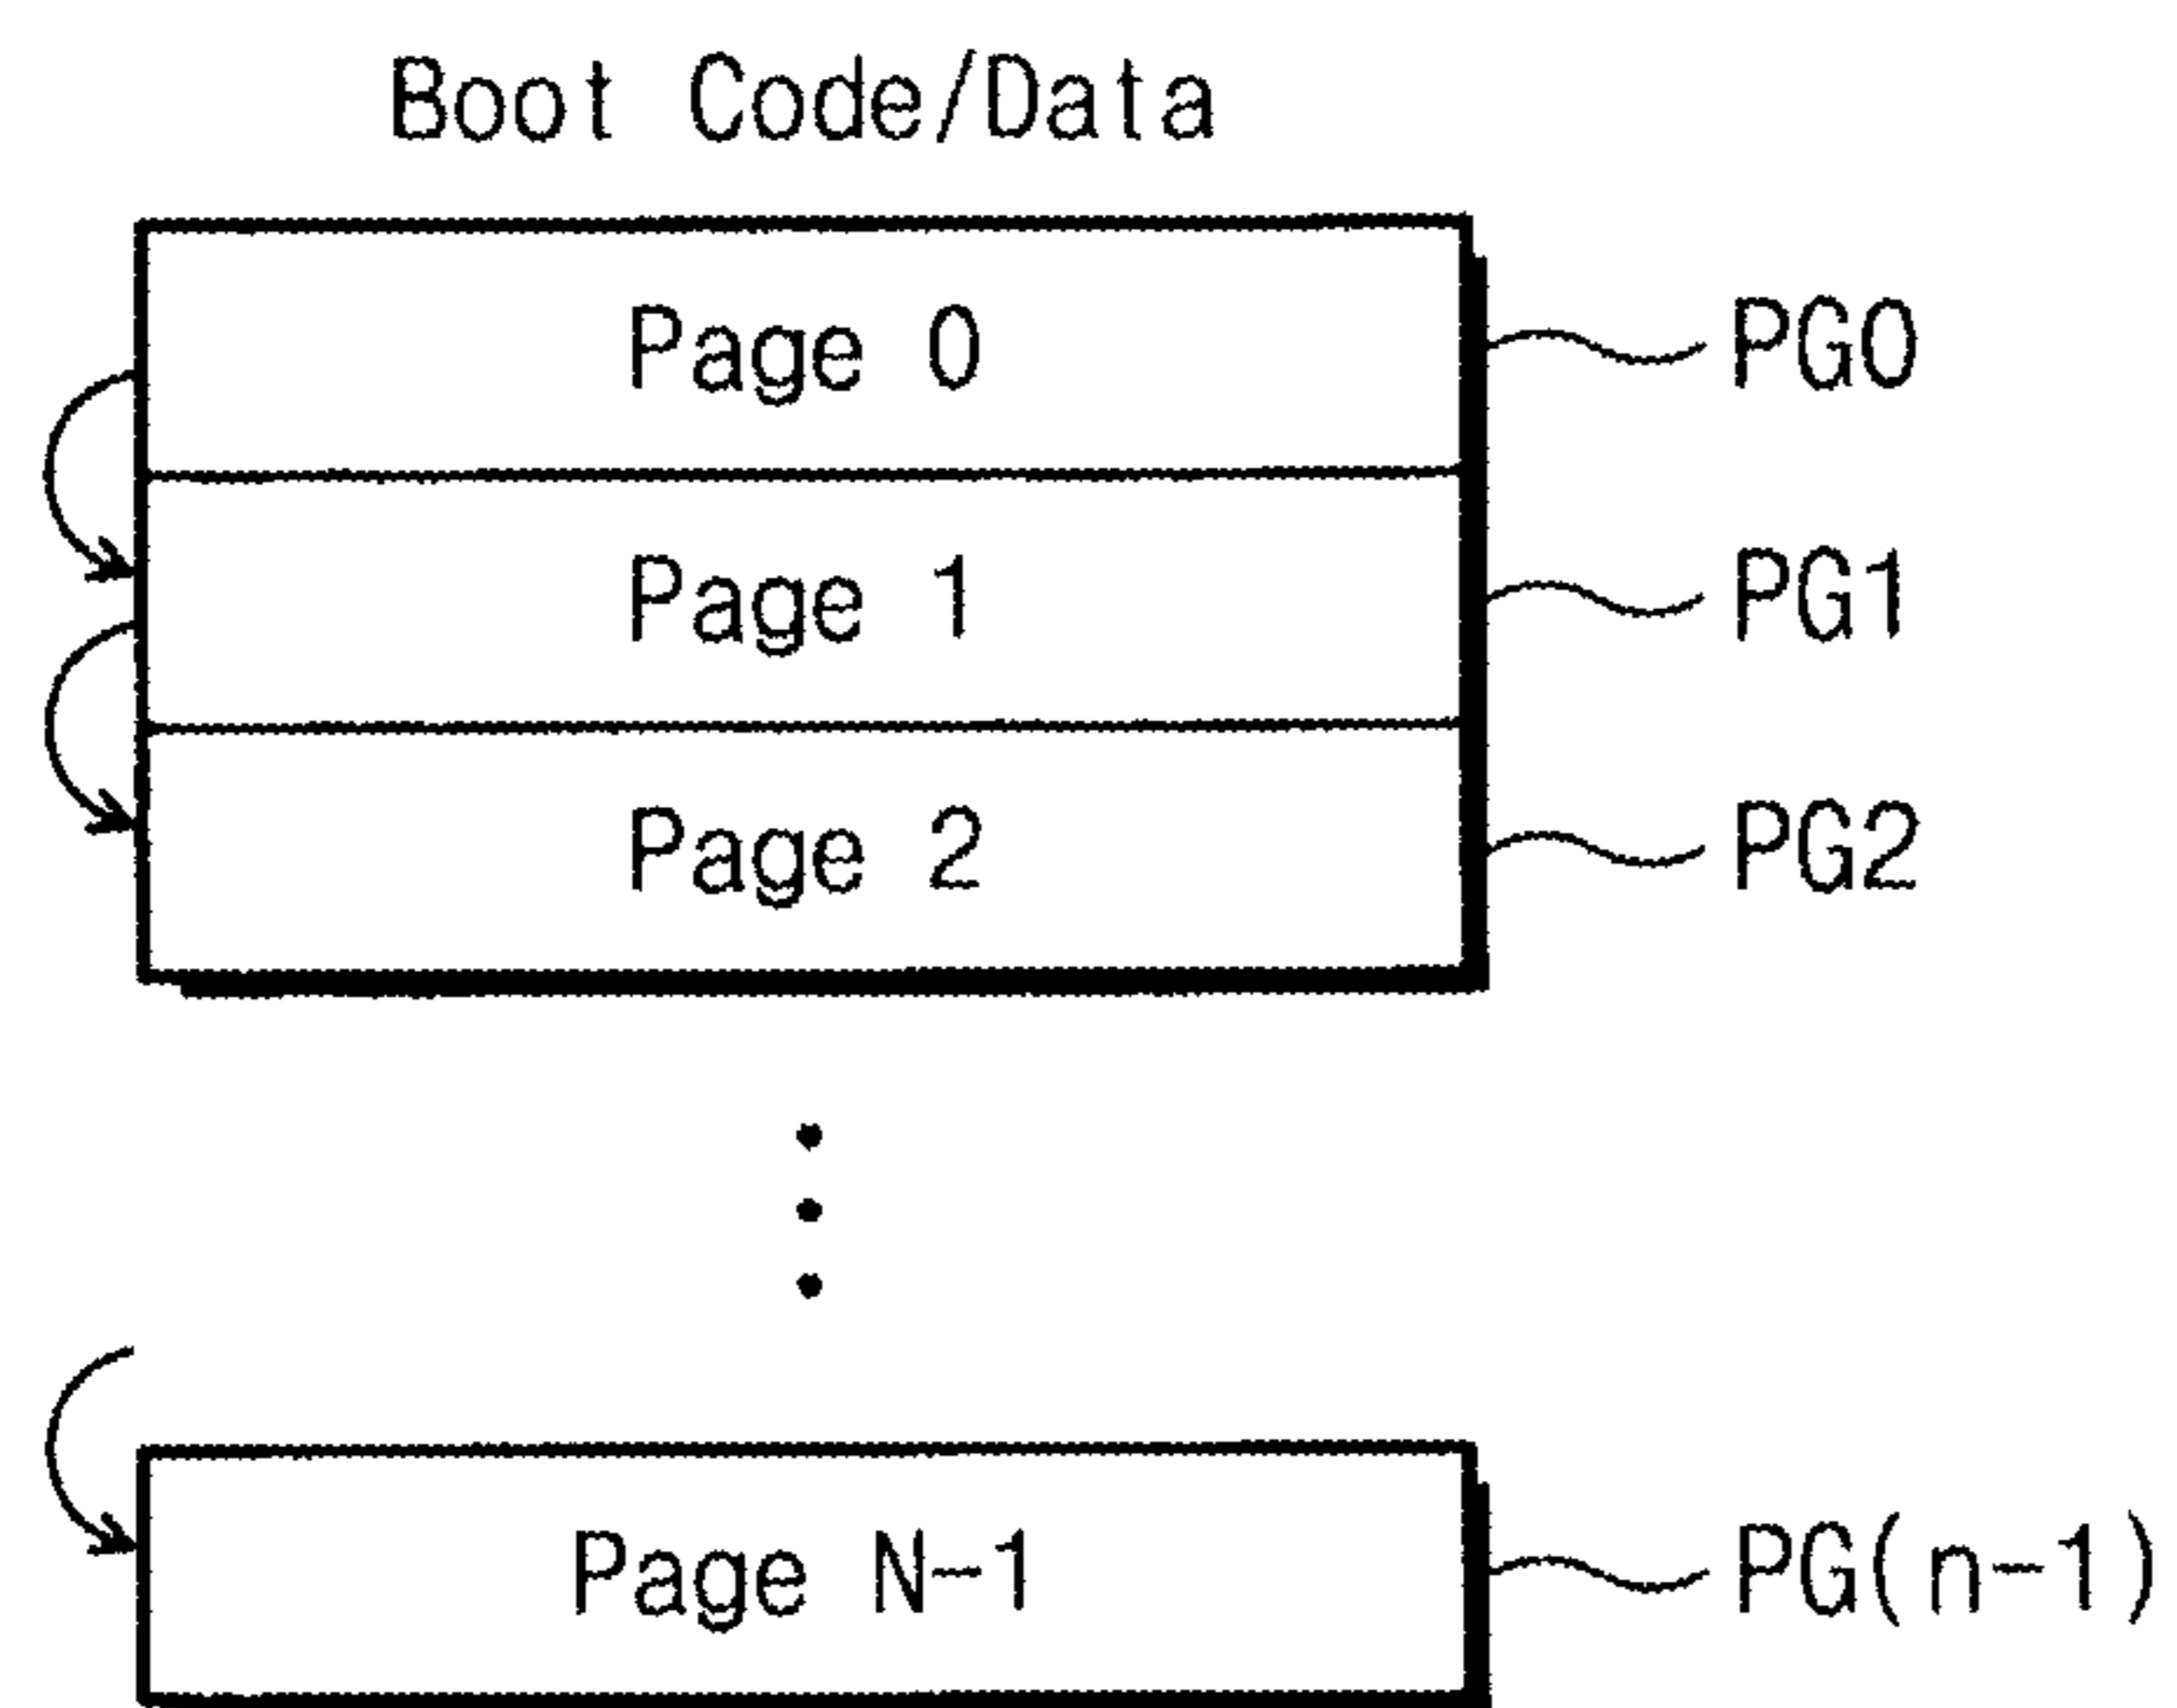 Boot Code/Data
Page 0 PG0
Page 1 PG1
Page 2 PG2
Page N-1 PG(n-1)